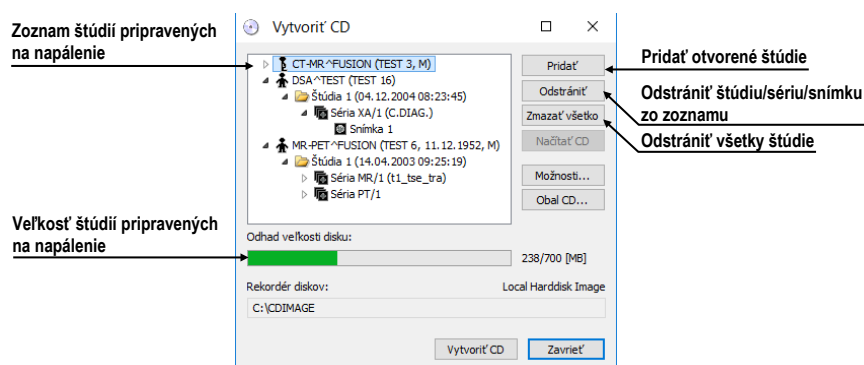 Zoznam štúdií pripravených
na napálenie
Veľkosť štúdií pripravených
na napálenie
Vytvoriť CD
CT-MR^FUSION (TEST 3, M)
DSA^TEST (TEST 16)
Štúdia 1 (04.12.2004 08:23:45)
Séria XA/1 (C.DIAG.)
Snímka 1
MR-PET^FUSION (TEST 6, 11.12.1952, M)
Štúdia 1 (14.04.2003 09:25:19)
Séria MR/1 (t1_tse_tra)
Séria PT/1
Pridať
Odstrániť
Zmazať všetko
Načítať CD
Možnosti...
Obal CD...
Odhad veľkosti disku:
238/700 [MB]
Rekordér diskov:
Local Harddisk Image
C:\CDIMAGE
Vytvoriť CD
Zavrieť
Pridať otvorené štúdie
Odstrániť štúdiu/sériu/snímku
zo zoznamu
Odstrániť všetky štúdie